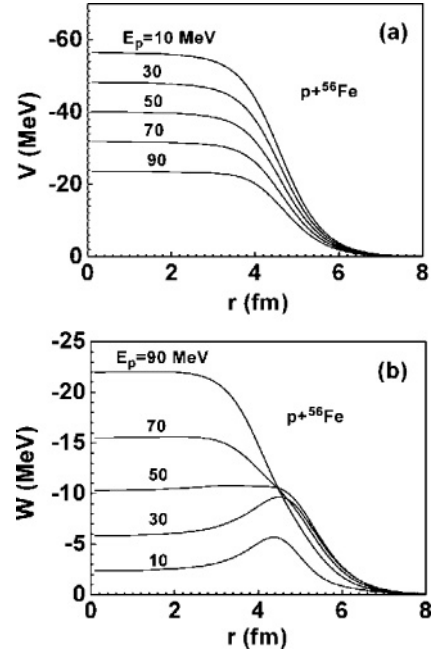 (a)
E_p=10 MeV
p+⁵⁶Fe
30
50
70
90
-60
-40
-20
0
V (MeV)
0 2 4 6 8
r (fm)
(b)
E_p=90 MeV
p+⁵⁶Fe
70
50
30
10
-25
-20
-15
-10
-5
0
W (MeV)
0 2 4 6 8
r (fm)